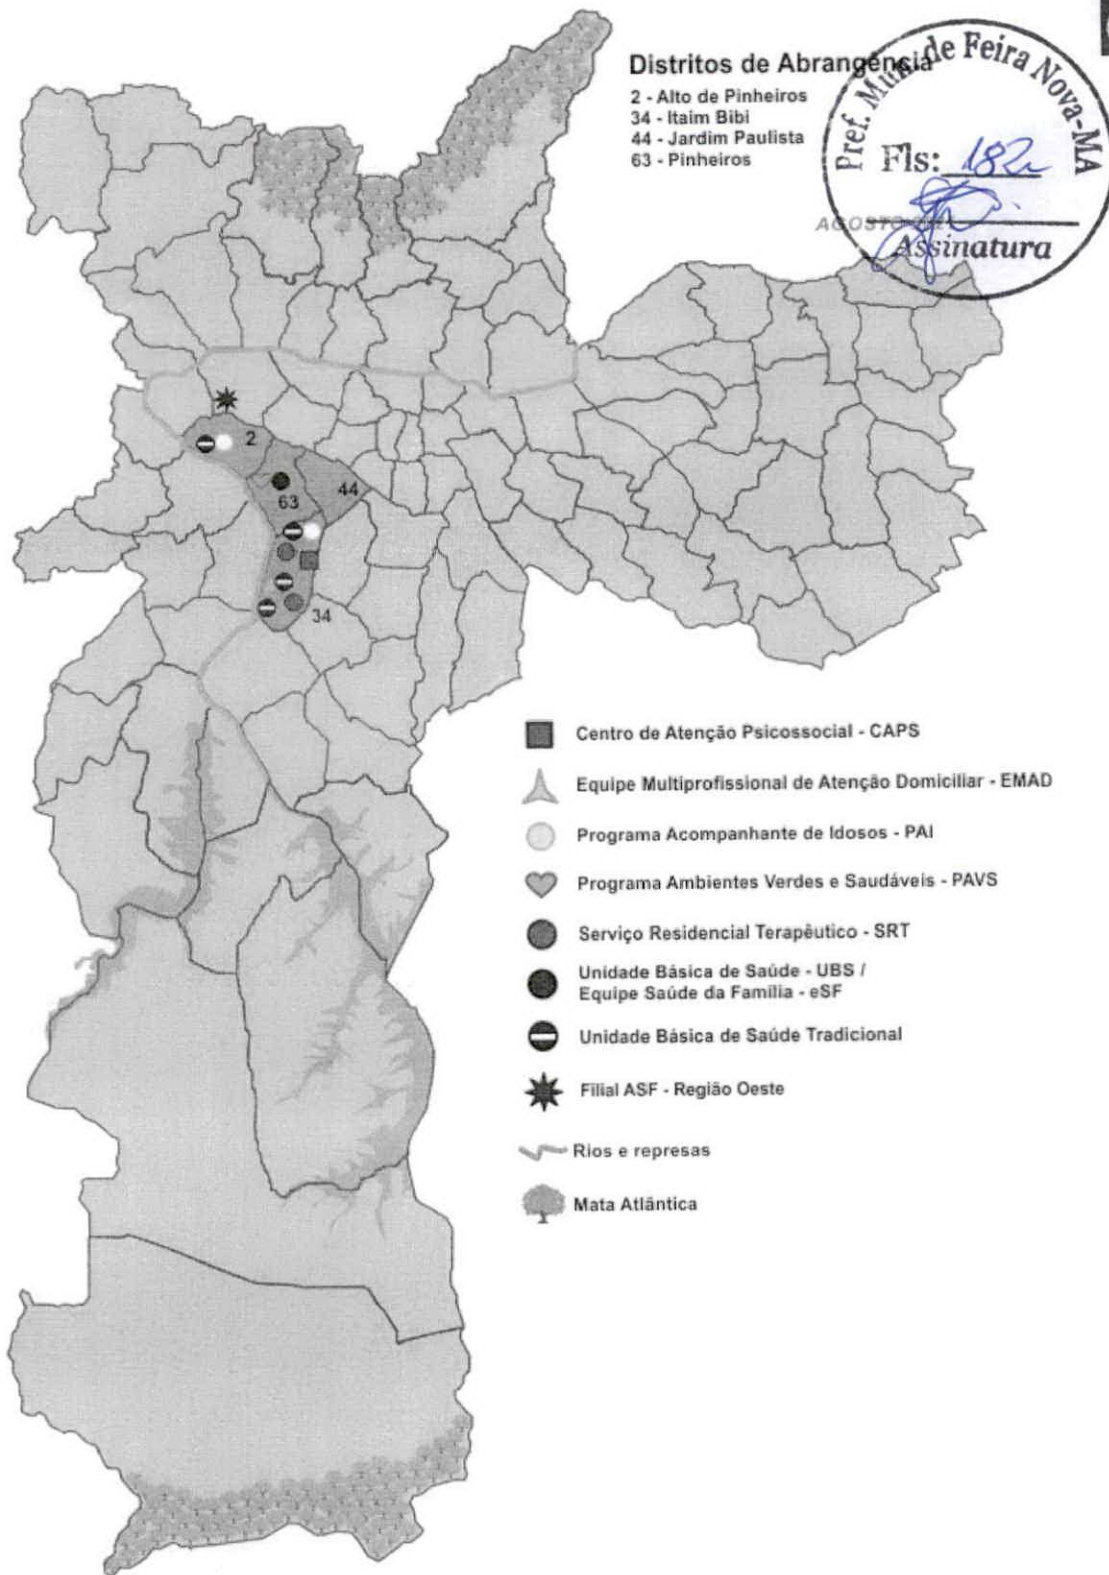 Distritos de Abrangência
2 - Alto de Pinheiros
34 - Itaim Bibi
44 - Jardim Paulista
63 - Pinheiros
Pref. Mun. de Feira Nova-MA
Fls: 182
AGOSTO
Assinatura
2
63
44
34
Centro de Atenção Psicossocial - CAPS
Equipe Multiprofissional de Atenção Domiciliar - EMAD
Programa Acompanhante de Idosos - PAI
Programa Ambientes Verdes e Saudáveis - PAVS
Serviço Residencial Terapêutico - SRT
Unidade Básica de Saúde - UBS /
Equipe Saúde da Família - eSF
Unidade Básica de Saúde Tradicional
Filial ASF - Região Oeste
Rios e represas
Mata Atlântica